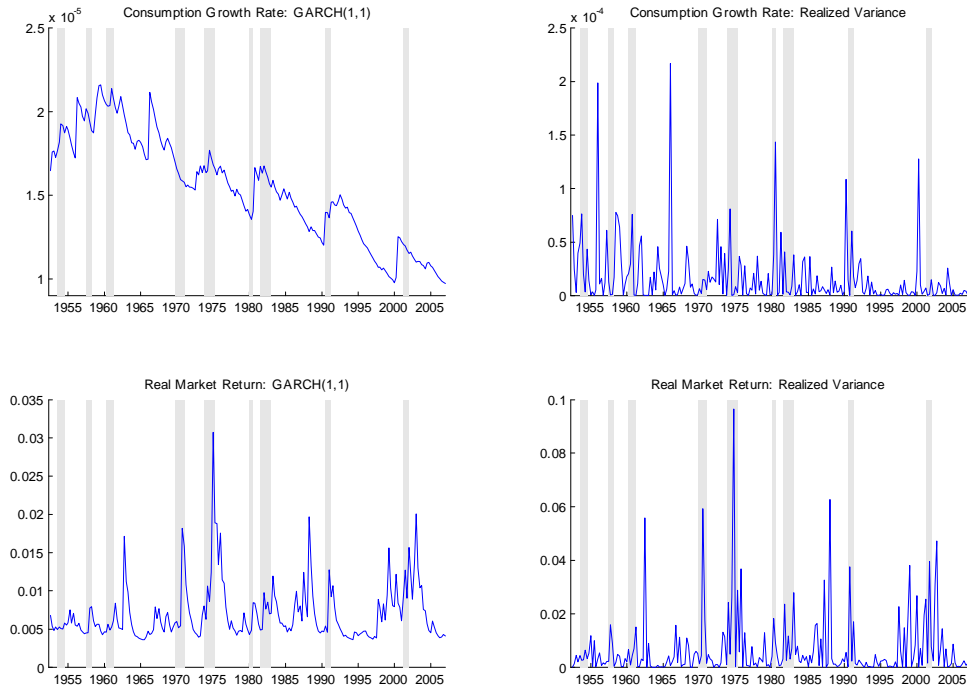 Consumption Growth Rate: GARCH(1,1)
x 10^-5
2.5
2
1.5
1
1955 1960 1965 1970 1975 1980 1985 1990 1995 2000 2005
Consumption Growth Rate: Realized Variance
x 10^-4
2.5
2
1.5
1
0.5
0
1955 1960 1965 1970 1975 1980 1985 1990 1995 2000 2005
Real Market Return: GARCH(1,1)
0.035
0.03
0.025
0.02
0.015
0.01
0.005
0
1955 1960 1965 1970 1975 1980 1985 1990 1995 2000 2005
Real Market Return: Realized Variance
0.1
0.08
0.06
0.04
0.02
0
1955 1960 1965 1970 1975 1980 1985 1990 1995 2000 2005